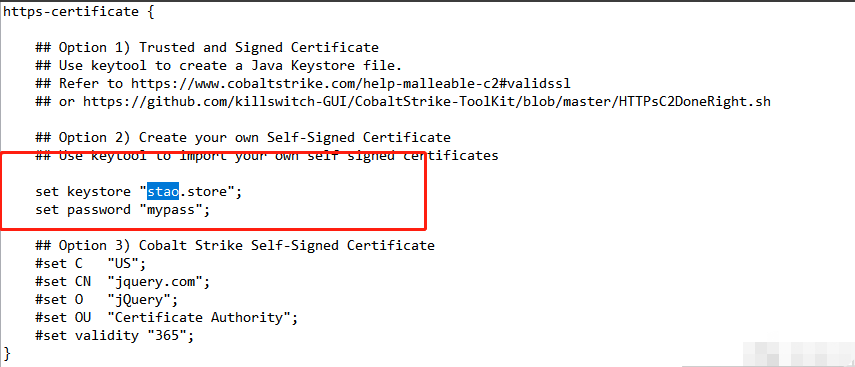 https-certificate {
## Option 1) Trusted and Signed Certificate
## Use keytool to create a Java Keystore file.
## Refer to https://www.cobaltstrike.com/help-malleable-c2#validssl
## or https://github.com/killswitch-GUI/CobaltStrike-ToolKit/blob/master/HTTPsC2DoneRight.sh
## Option 2) Create your own Self-Signed Certificate
## Use keytool to import your own self signed certificates
set keystore "stao.store";
set password "mypass";
## Option 3) Cobalt Strike Self-Signed Certificate
#set C   "US";
#set CN  "jquery.com";
#set O   "jQuery";
#set OU  "Certificate Authority";
#set validity "365";
}